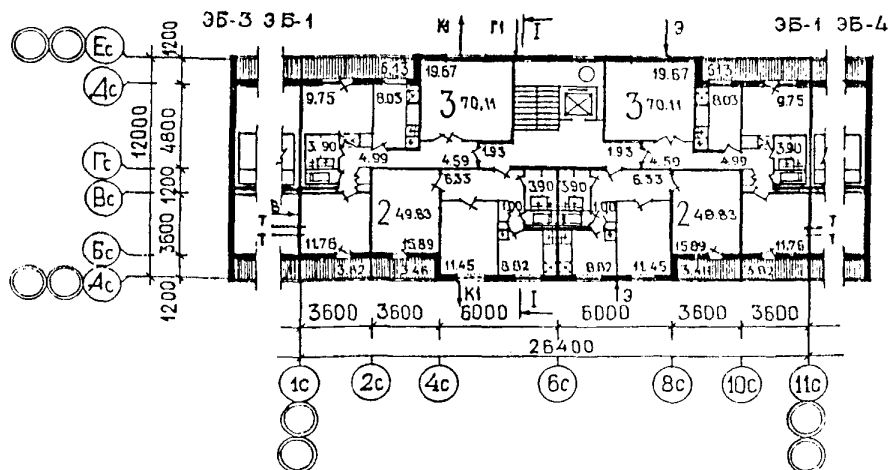 ЭБ-3 ЭБ-1 К1 Г1 I Э ЭБ-1 ЭБ-4
Ес 1200 6.13 19.67 19.67 6.13
Дс 9.75 8.03 3 70.11 3 70.11 8.03 9.75
12000 4800
3.90 1.93 1.93 3.90
Гс 4.99 4.59 4.59 4.99
Вс 1200 6.33 3.90 3.90 6.33
В 2 49.83 1.00 1.00 2 49.83
Т Т
Т 3600 Т
Бс 11.76 15.89 15.89 11.76
11.45 8.82 8.82 11.45
Ас 3.82 3.46 3.41 3.82
1200 К1 I Э
3600 3600 6000 6000 3600 3600
26400
1с 2с 4с 6с 8с 10с 11с